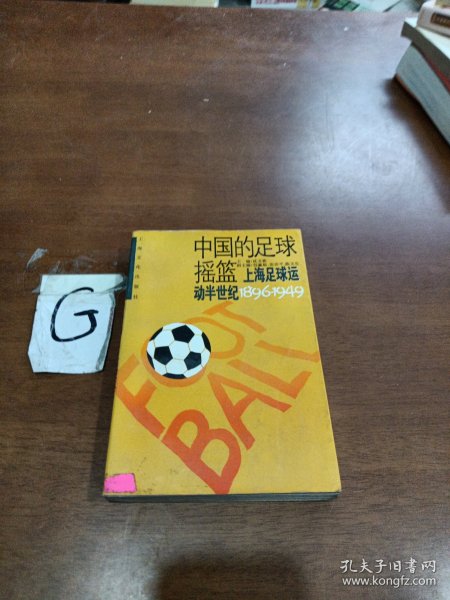 G
中国的足球
摇篮 上海足球运
动半世纪 1896-1949
FOOT
BALL
孔夫子旧书网
www.kongfz.com